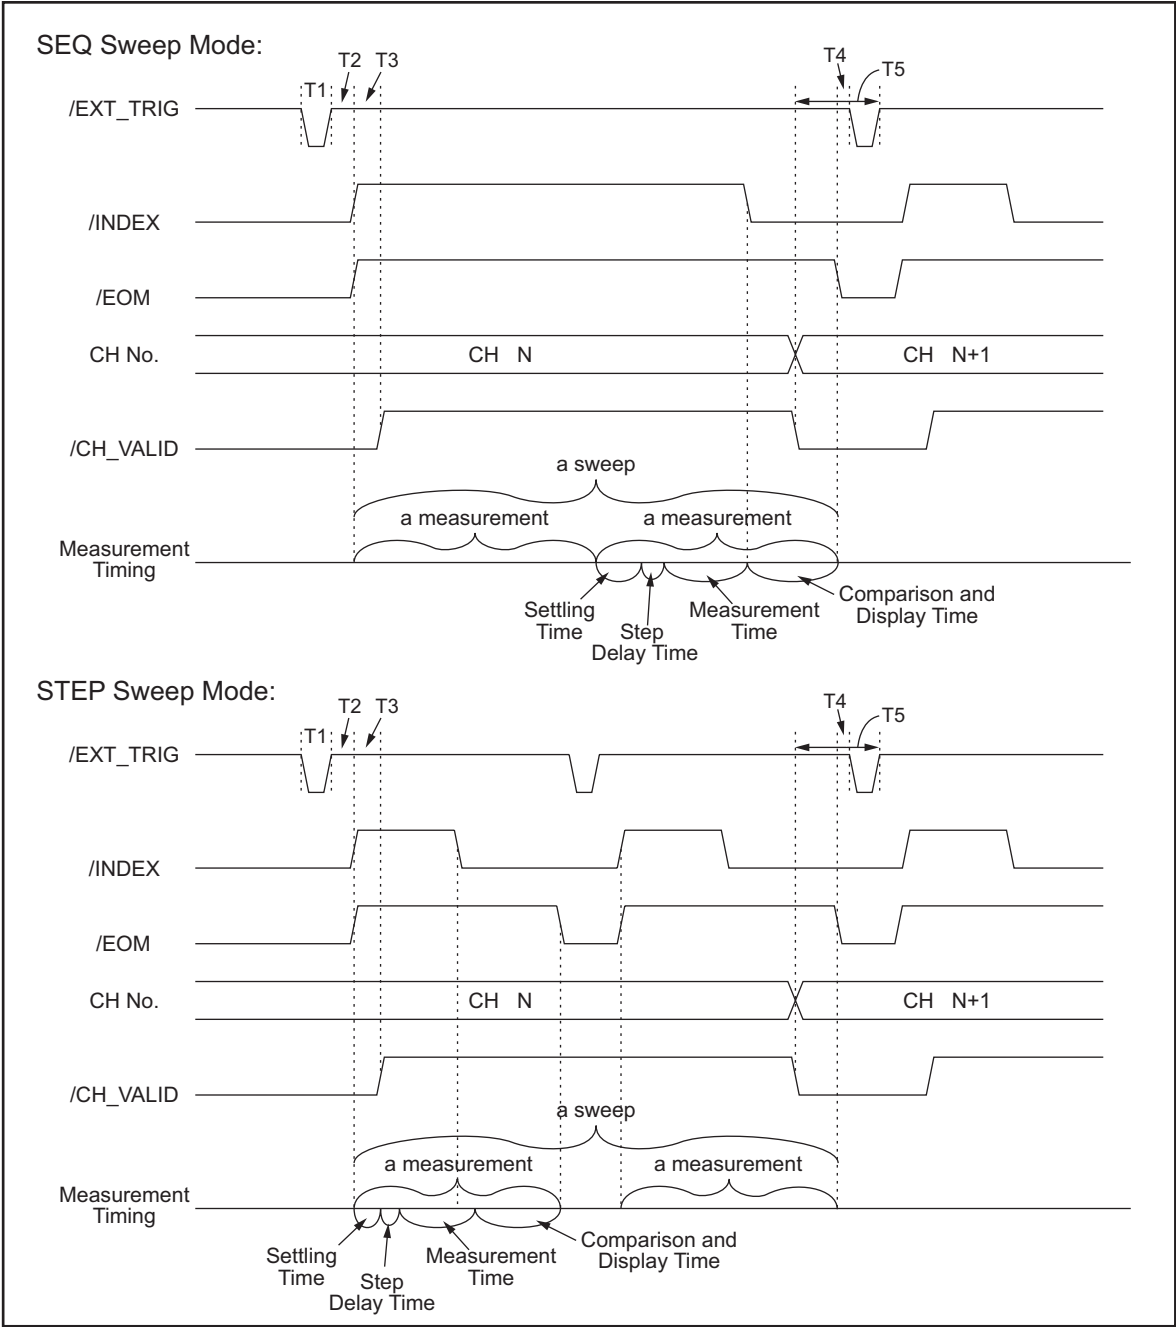 SEQ Sweep Mode:
T1
T2
T3
T4
T5
/EXT_TRIG
/INDEX
/EOM
CH No.
CH N
CH N+1
/CH_VALID
a sweep
a measurement
a measurement
Measurement
Timing
Settling
Time
Step
Delay Time
Measurement
Time
Comparison and
Display Time
STEP Sweep Mode:
T1
T2
T3
T4
T5
/EXT_TRIG
/INDEX
/EOM
CH No.
CH N
CH N+1
/CH_VALID
a sweep
a measurement
a measurement
Measurement
Timing
Settling
Time
Step
Delay Time
Measurement
Time
Comparison and
Display Time